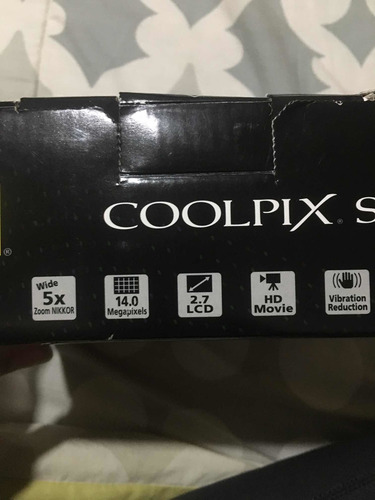 COOLPIX® S
®
Wide
5x
Zoom NIKKOR
14.0
Megapixels
2.7
LCD
HD
Movie
Vibration
Reduction